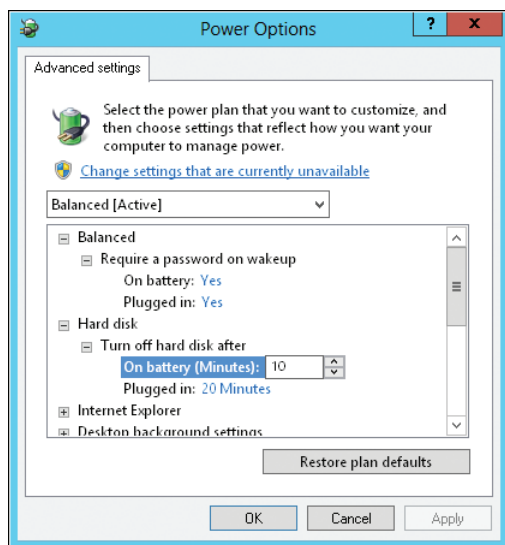 Power Options
?
x
Advanced settings
Select the power plan that you want to customize, and
then choose settings that reflect how you want your
computer to manage power.
Change settings that are currently unavailable
Balanced [Active]
Balanced
Require a password on wakeup
On battery: Yes
Plugged in: Yes
Hard disk
Turn off hard disk after
On battery (Minutes): 10
Plugged in: 20 Minutes
Internet Explorer
Desktop background settings
Restore plan defaults
OK Cancel Apply